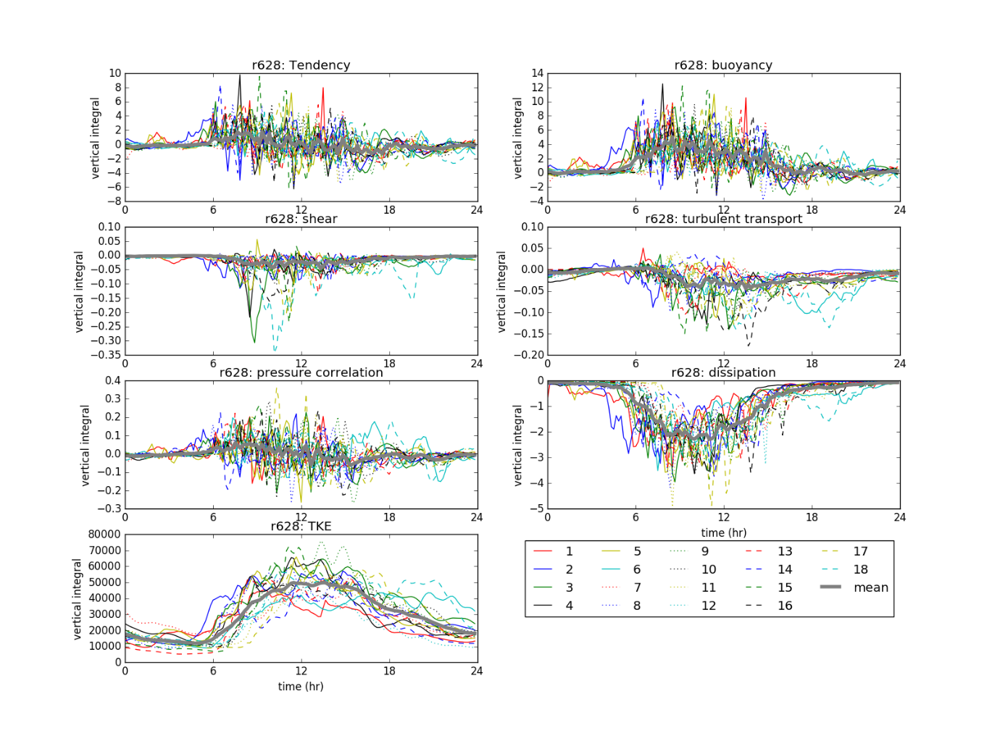 r628: Tendency
vertical integral
10
8
6
4
2
0
−2
−4
−6
−8
0 6 12 18 24
r628: buoyancy
vertical integral
14
12
10
8
6
4
2
0
−2
−4
0 6 12 18 24
r628: shear
vertical integral
0.10
0.05
0.00
−0.05
−0.10
−0.15
−0.20
−0.25
−0.30
−0.35
0 6 12 18 24
r628: turbulent transport
vertical integral
0.10
0.05
0.00
−0.05
−0.10
−0.15
−0.20
0 6 12 18 24
r628: pressure correlation
vertical integral
0.4
0.3
0.2
0.1
0.0
−0.1
−0.2
−0.3
0 6 12 18 24
r628: dissipation
vertical integral
0
−1
−2
−3
−4
−5
0 6 12 18 24
time (hr)
r628: TKE
vertical integral
80000
70000
60000
50000
40000
30000
20000
10000
0
0 6 12 18 24
time (hr)
1 5 9 13 17
2 6 10 14 18
3 7 11 15 mean
4 8 12 16